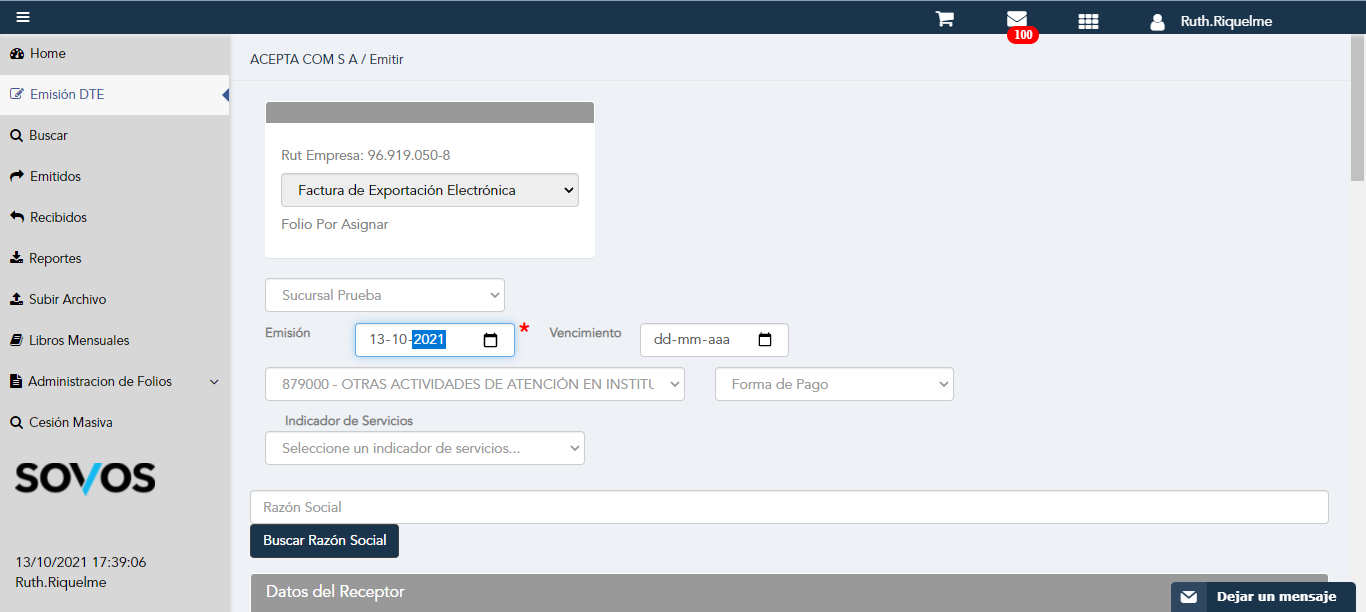 100
Ruth.Riquelme
Home
Emisión DTE
Buscar
Emitidos
Recibidos
Reportes
Subir Archivo
Libros Mensuales
Administracion de Folios
Cesión Masiva
SOVOS
13/10/2021 17:39:06
Ruth.Riquelme
ACEPTA COM S A / Emitir
Rut Empresa: 96.919.050-8
Factura de Exportación Electrónica
Folio Por Asignar
Sucursal Prueba
Emisión 13-10-2021 * Vencimiento dd-mm-aaa
879000 - OTRAS ACTIVIDADES DE ATENCIÓN EN INSTITU Forma de Pago
Indicador de Servicios
Seleccione un indicador de servicios...
Razón Social
Buscar Razón Social
Datos del Receptor
Dejar un mensaje